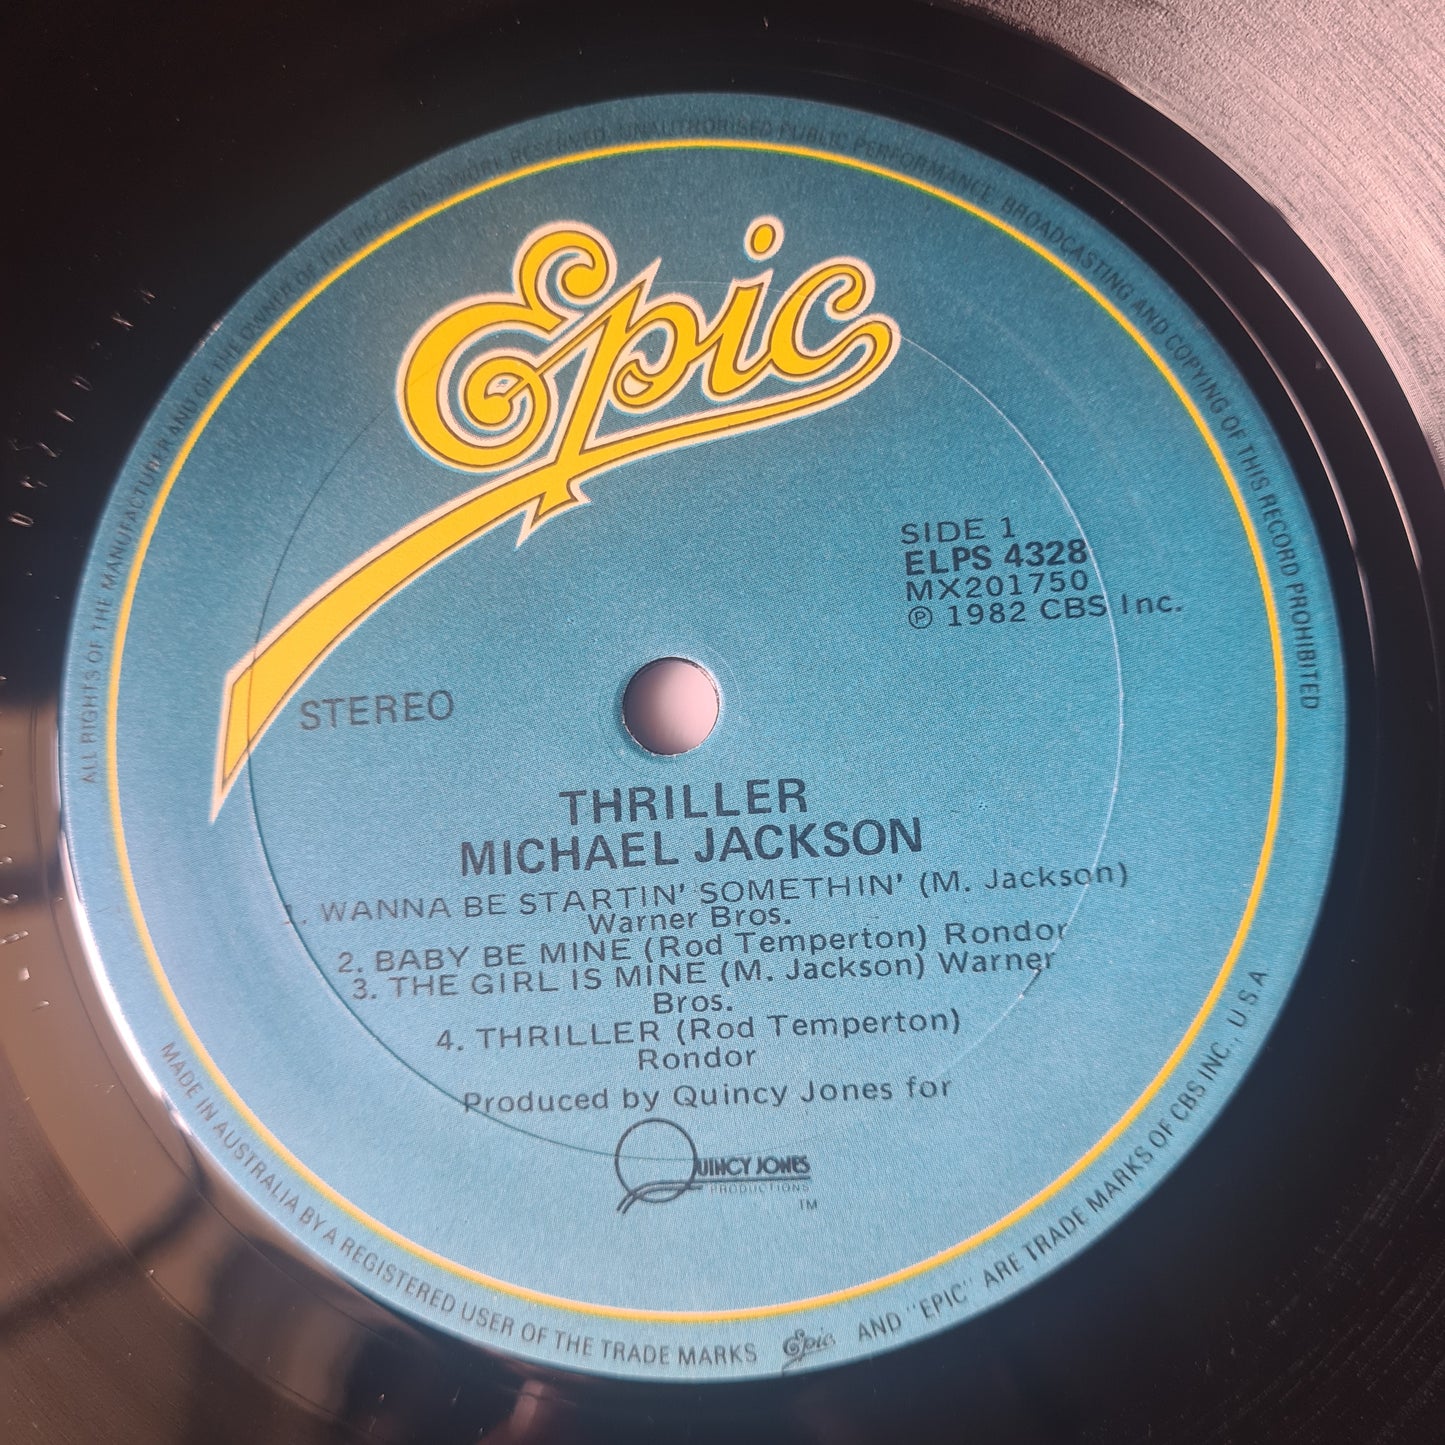 ALL RIGHTS OF THE MANUFACTURER AND OF THE OWNER OF THE RECORDED WORK RESERVED. UNAUTHORISED PUBLIC PERFORMANCE BROADCASTING AND COPYING OF THIS RECORD PROHIBITED
Epic
SIDE 1
ELPS 4328
MX201750
℗ 1982 CBS Inc.
STEREO
THRILLER
MICHAEL JACKSON
1. WANNA BE STARTIN' SOMETHIN' (M. Jackson)
Warner Bros.
2. BABY BE MINE (Rod Temperton) Rondor
3. THE GIRL IS MINE (M. Jackson) Warner
Bros.
4. THRILLER (Rod Temperton)
Rondor
Produced by Quincy Jones for
QUINCY JONES
PRODUCTIONS
TM
MADE IN AUSTRALIA BY A REGISTERED USER OF THE TRADE MARKS Epic AND "EPIC" ARE TRADE MARKS OF CBS INC., U.S.A